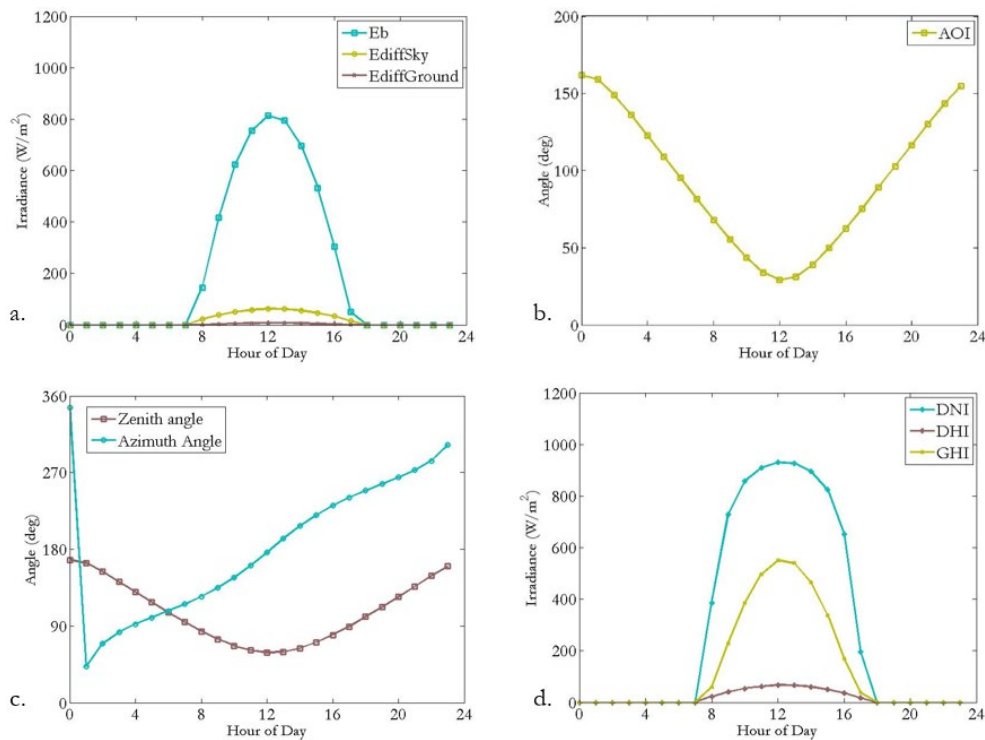 1200
1000
800
600
400
200
0
Irradiance (W/m²)
Eb
EdiffSky
EdiffGround
0 4 8 12 16 20 24
Hour of Day
a.
200
150
100
50
0
Angle (deg)
AOI
0 4 8 12 16 20 24
Hour of Day
b.
360
270
180
90
0
Angle (deg)
Zenith angle
Azimuth Angle
0 4 8 12 16 20 24
Hour of Day
c.
1200
1000
800
600
400
200
0
Irradiance (W/m²)
DNI
DHI
GHI
0 4 8 12 16 20 24
Hour of Day
d.